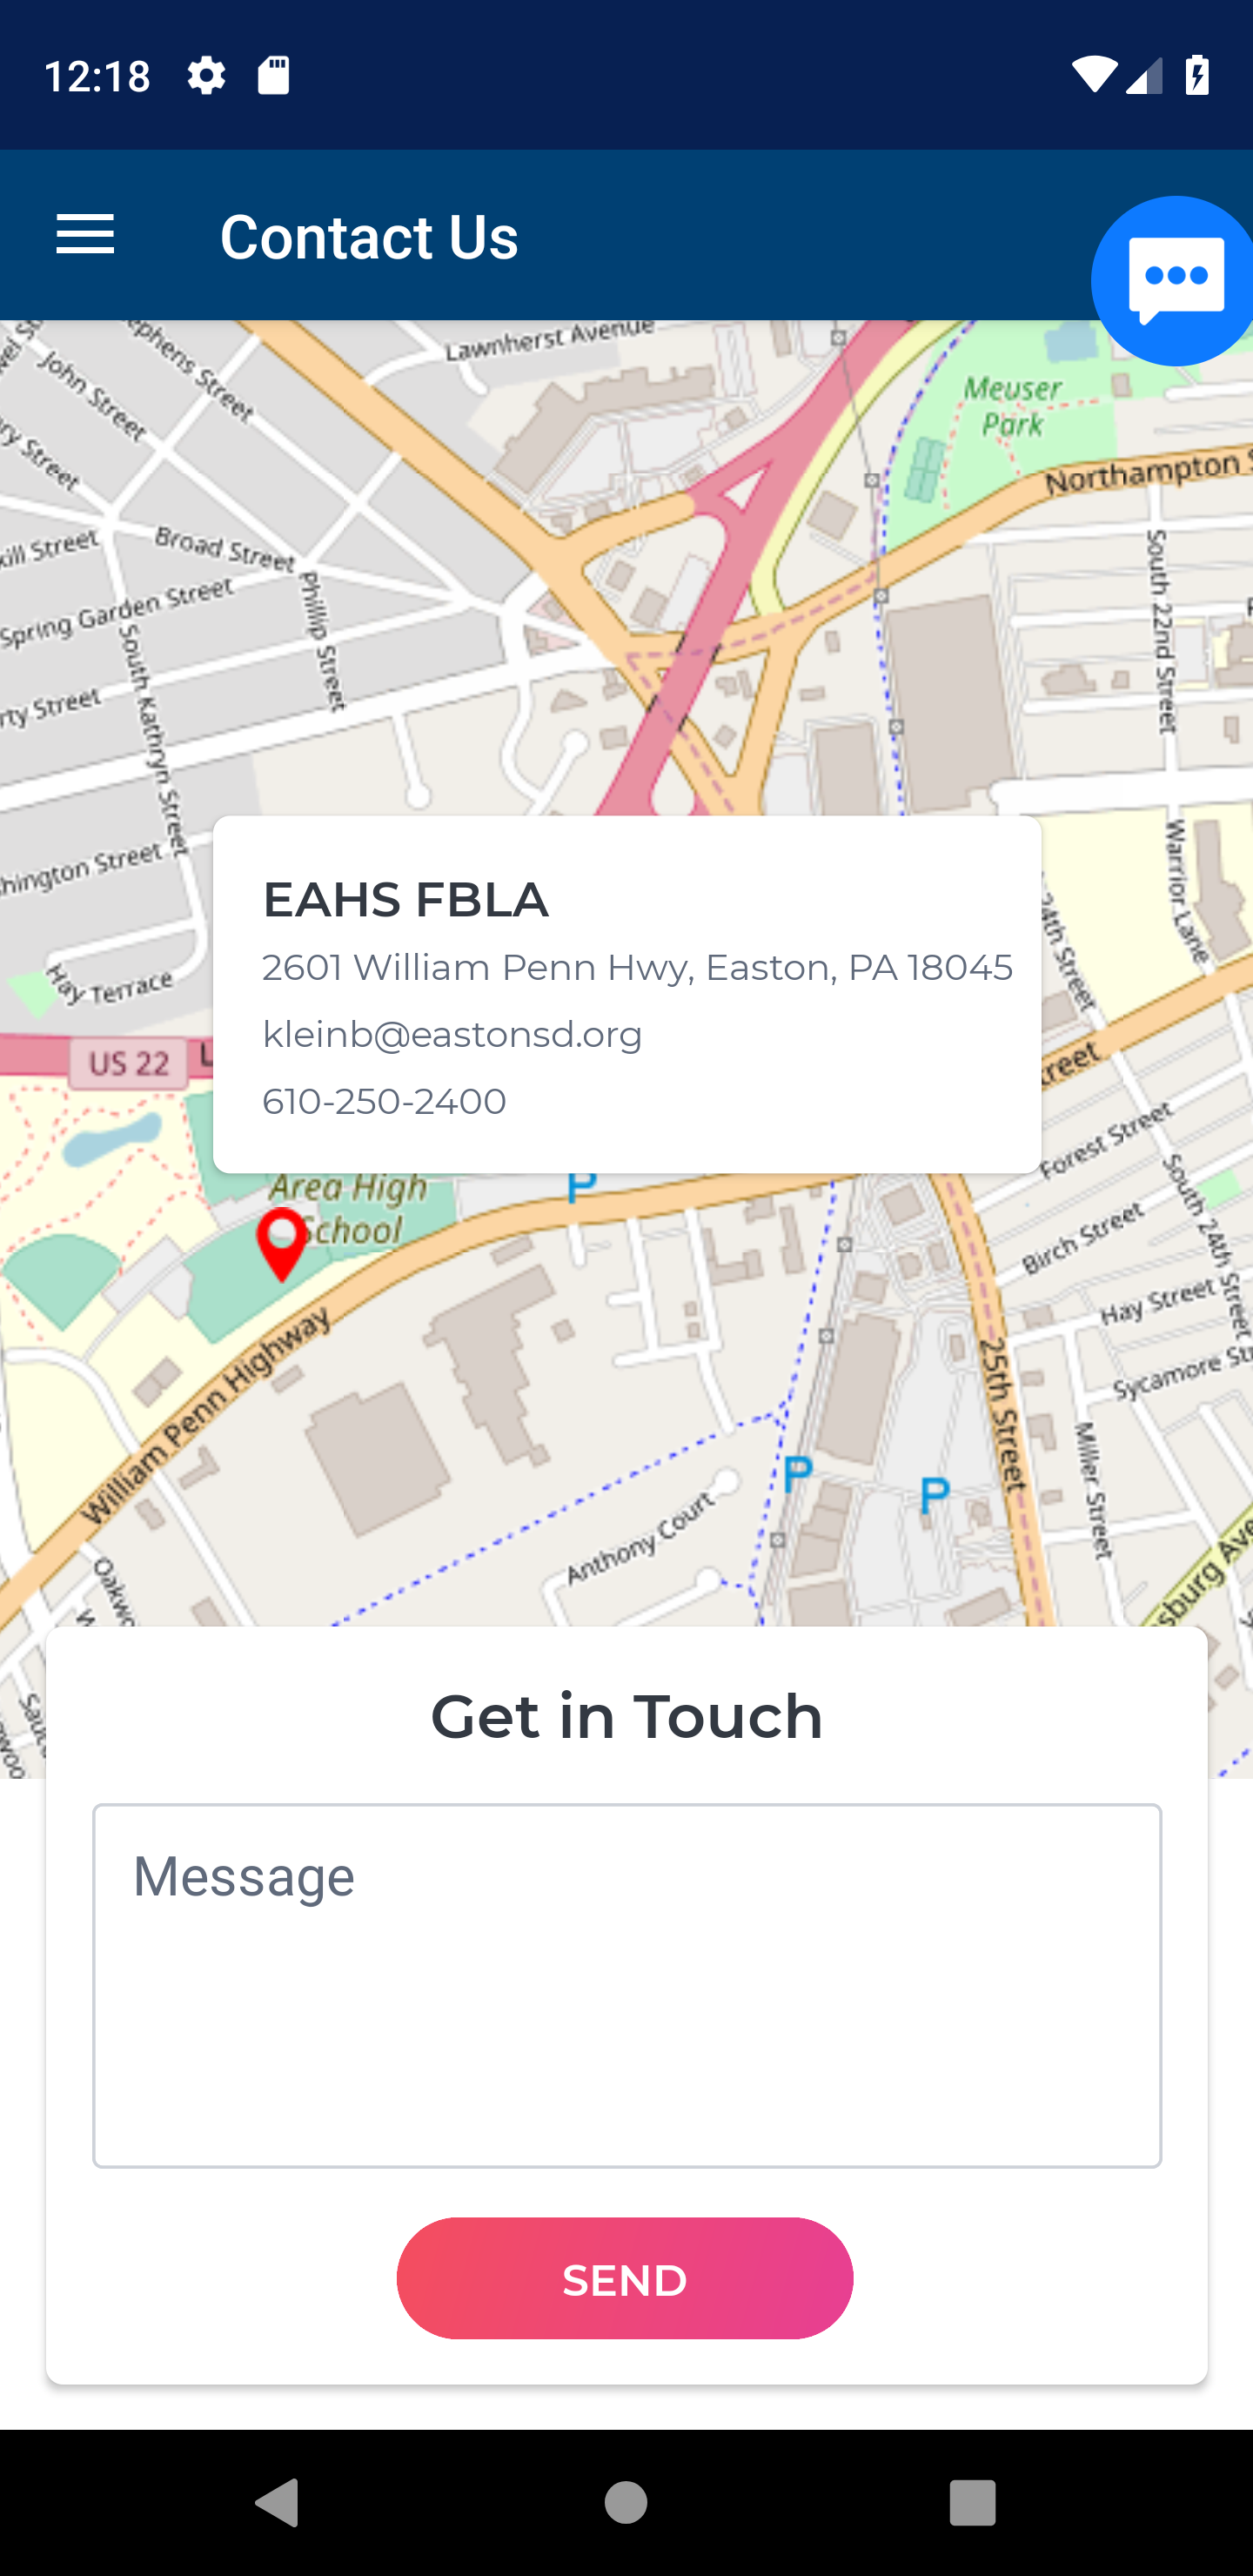 12:18
Contact Us
Lawnherst Avenue
John Street
Meuser
Park
Northampton
Broad Street
Spring Garden Street
Phillip Street
South Kathryn Street
South 22nd Street
Warrior Lane
Hay Terrace
24th Street
US 22
EAHS FBLA
2601 William Penn Hwy, Easton, PA 18045
kleinb@eastonsd.org
610-250-2400
Area High
School
P
Forest Street
South 24th Street
Birch Street
Hay Street
Sycamore
William Penn Highway
25th Street
Miller Street
P
P
Anthony Court
Get in Touch
Message
SEND